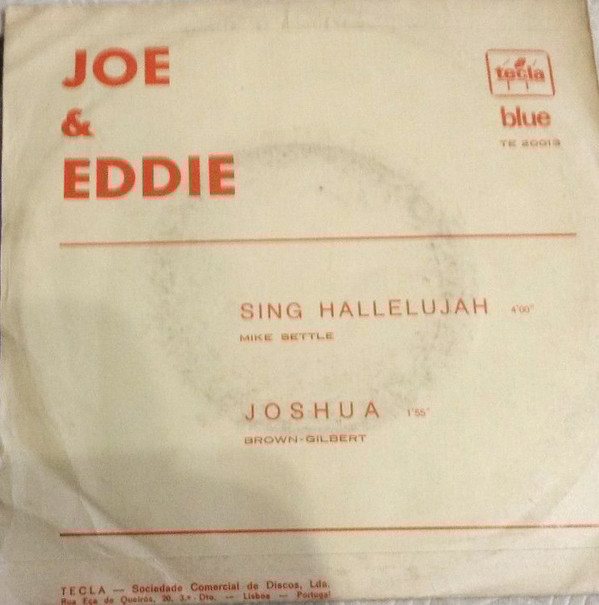 JOE
&
EDDIE
tecla
blue
TE 20013
SING HALLELUJAH 4'00"
MIKE SETTLE
JOSHUA 1'55"
BROWN-GILBERT
TECLA — Sociedade Comercial de Discos, Lda.
Rua Eça de Queirós, 20, 3.º Dto. — Lisboa — Portugal